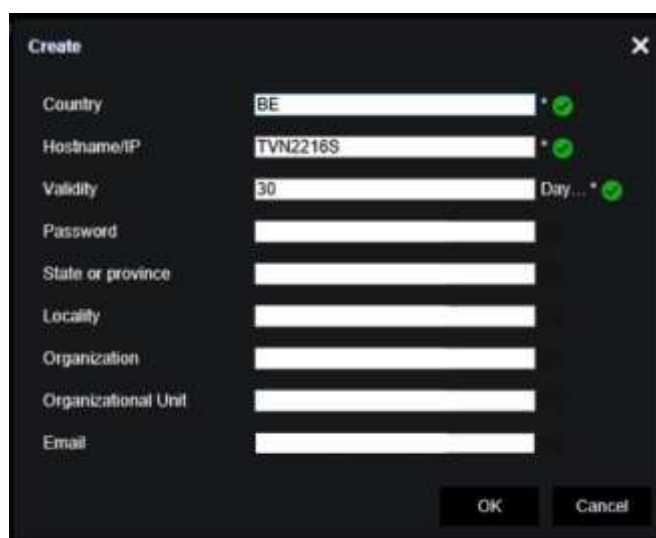 Create
Country BE *
Hostname/IP TVN2216S *
Validity 30 Day... *
Password
State or province
Locality
Organization
Organizational Unit
Email
OK Cancel